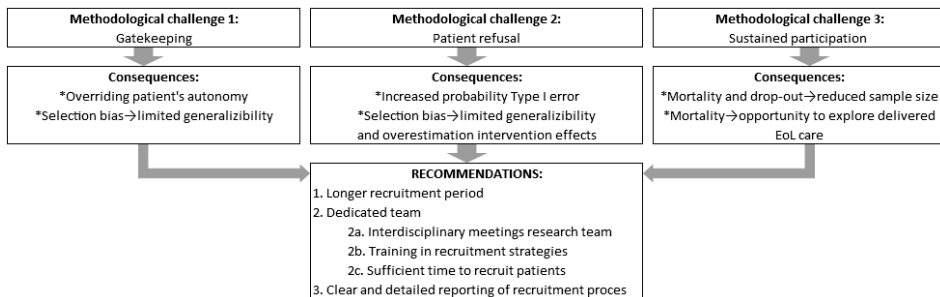 Methodological challenge 1:
Gatekeeping
Methodological challenge 2:
Patient refusal
Methodological challenge 3:
Sustained participation
Consequences:
*Overriding patient's autonomy
*Selection bias→limited generalizibility
Consequences:
*Increased probability Type I error
*Selection bias→limited generalizibility
and overestimation intervention effects
Consequences:
*Mortality and drop-out→reduced sample size
*Mortality→opportunity to explore delivered
EoL care
RECOMMENDATIONS:
1. Longer recruitment period
2. Dedicated team
2a. Interdisciplinary meetings research team
2b. Training in recruitment strategies
2c. Sufficient time to recruit patients
3. Clear and detailed reporting of recruitment proces